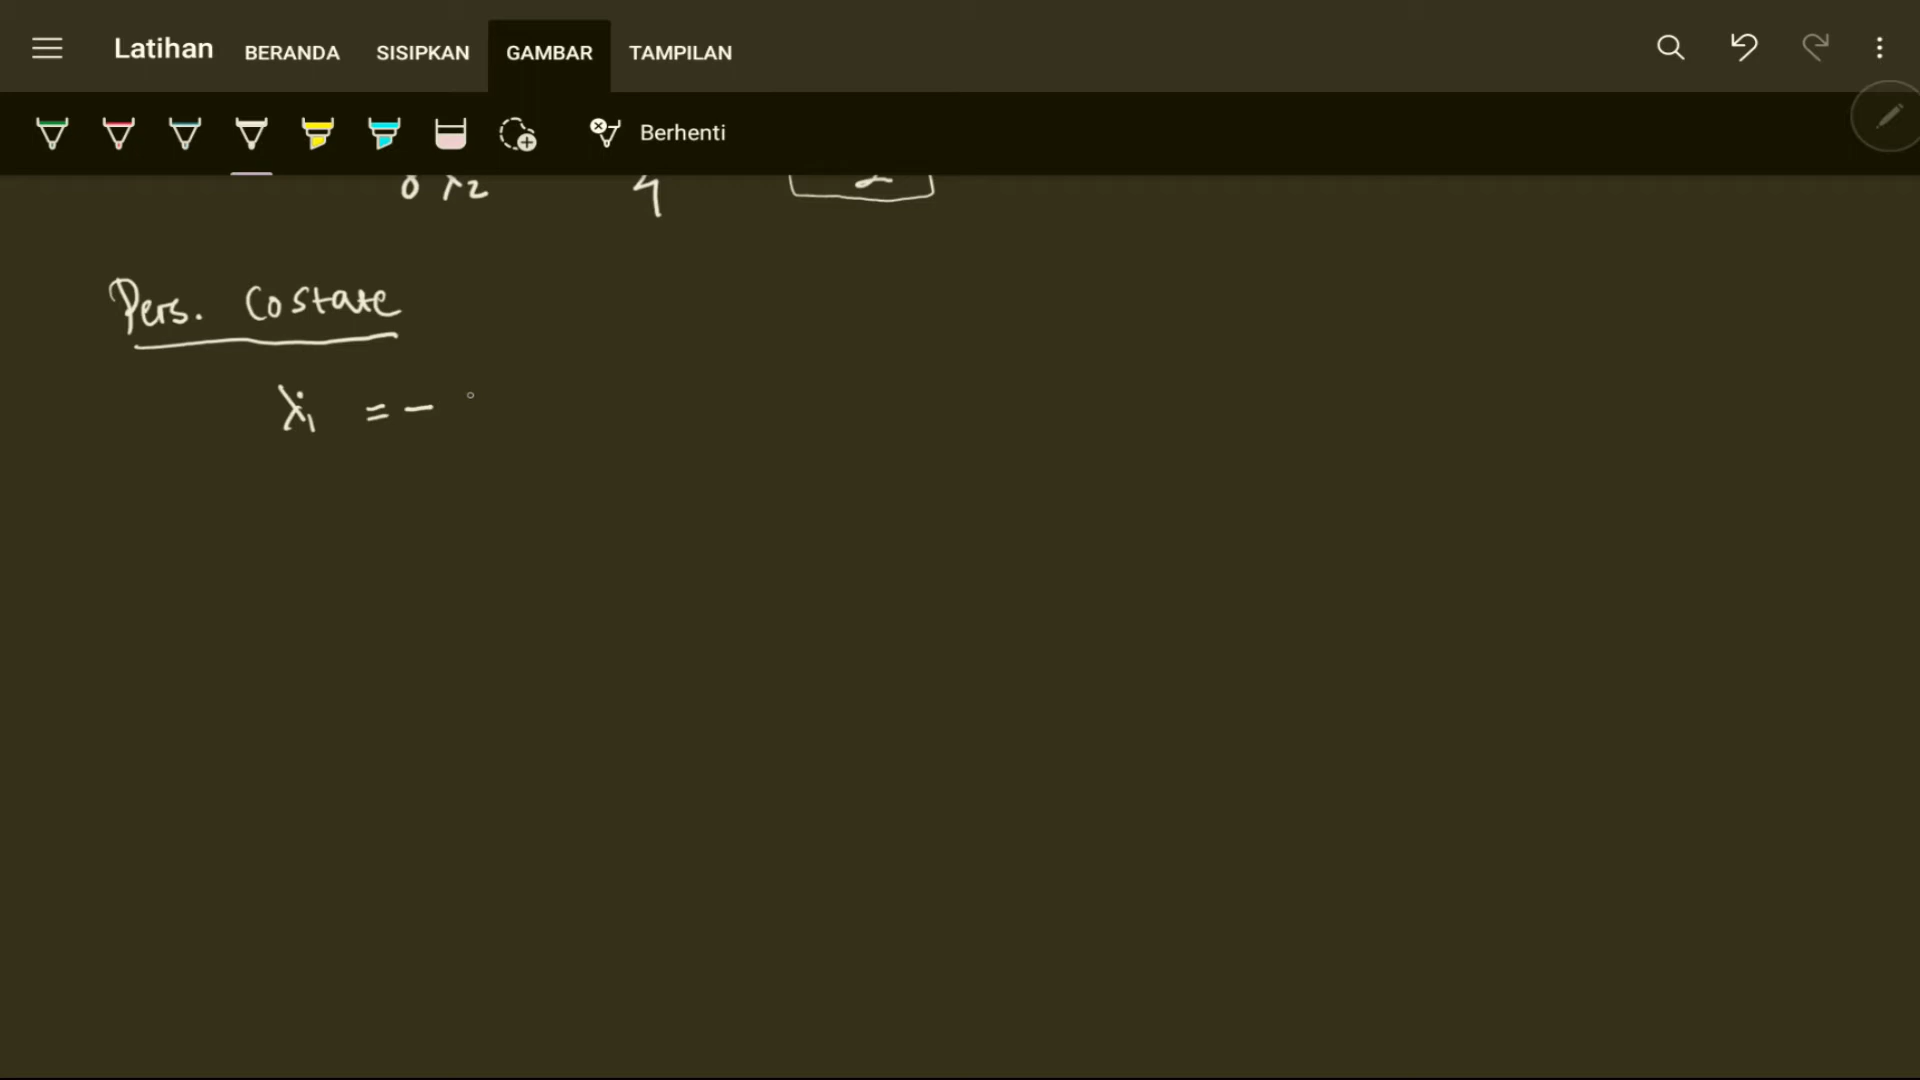 Latihan BERANDA SISIPKAN GAMBAR TAMPILAN
Berhenti
Pers. Costate
λ̇₁ = −